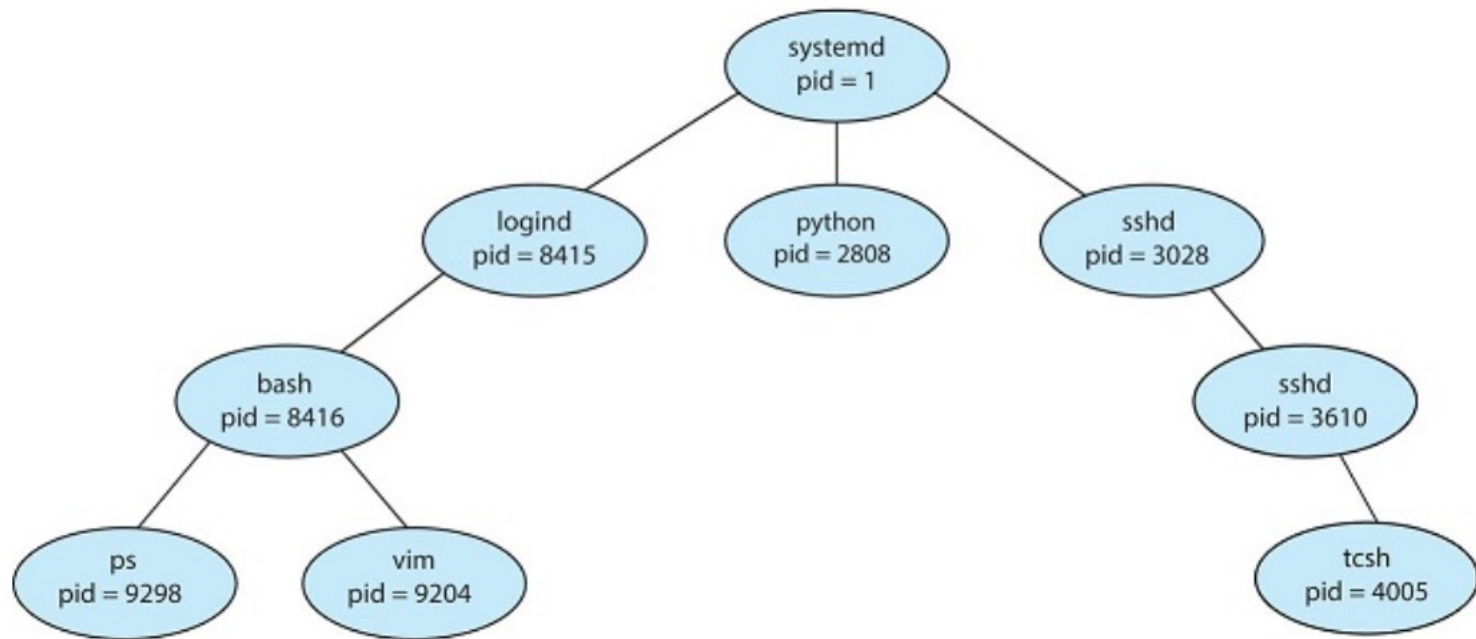 systemd
pid = 1
logind
pid = 8415
python
pid = 2808
sshd
pid = 3028
bash
pid = 8416
sshd
pid = 3610
ps
pid = 9298
vim
pid = 9204
tcsh
pid = 4005